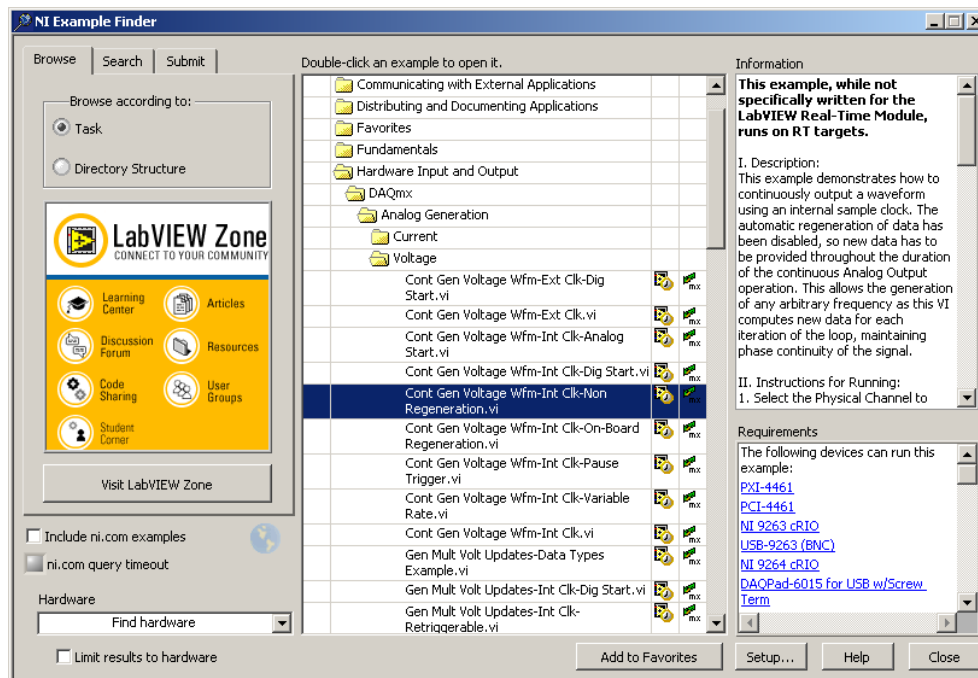 NI Example Finder
Browse
Search
Submit
Browse according to:
Task
Directory Structure
LabVIEW Zone
CONNECT TO YOUR COMMUNITY
Learning
Center
Articles
Discussion
Forum
Resources
Code
Sharing
User
Groups
Student
Corner
Visit LabVIEW Zone
Include ni.com examples
ni.com query timeout
Hardware
Find hardware
Limit results to hardware
Double-click an example to open it.
Communicating with External Applications
Distributing and Documenting Applications
Favorites
Fundamentals
Hardware Input and Output
DAQmx
Analog Generation
Current
Voltage
Cont Gen Voltage Wfm-Ext Clk-Dig
Start.vi
mx
Cont Gen Voltage Wfm-Ext Clk.vi
mx
Cont Gen Voltage Wfm-Int Clk-Analog
Start.vi
mx
Cont Gen Voltage Wfm-Int Clk-Dig Start.vi
mx
Cont Gen Voltage Wfm-Int Clk-Non
Regeneration.vi
mx
Cont Gen Voltage Wfm-Int Clk-On-Board
Regeneration.vi
mx
Cont Gen Voltage Wfm-Int Clk-Pause
Trigger.vi
mx
Cont Gen Voltage Wfm-Int Clk-Variable
Rate.vi
mx
Cont Gen Voltage Wfm-Int Clk.vi
mx
Gen Mult Volt Updates-Data Types
Example.vi
mx
Gen Mult Volt Updates-Int Clk-Dig Start.vi
mx
Gen Mult Volt Updates-Int Clk-
Retriggerable.vi
mx
Add to Favorites
Information
This example, while not
specifically written for the
LabVIEW Real-Time Module,
runs on RT targets.
I. Description:
This example demonstrates how to
continuously output a waveform
using an internal sample clock. The
automatic regeneration of data has
been disabled, so new data has to
be provided throughout the duration
of the continuous Analog Output
operation. This allows the generation
of any arbitrary frequency as this VI
computes new data for each
iteration of the loop, maintaining
phase continuity of the signal.
II. Instructions for Running:
1. Select the Physical Channel to
Requirements
The following devices can run this
example:
PXI-4461
PCI-4461
NI 9263 cRIO
USB-9263 (BNC)
NI 9264 cRIO
DAQPad-6015 for USB w/Screw
Term
Setup...
Help
Close